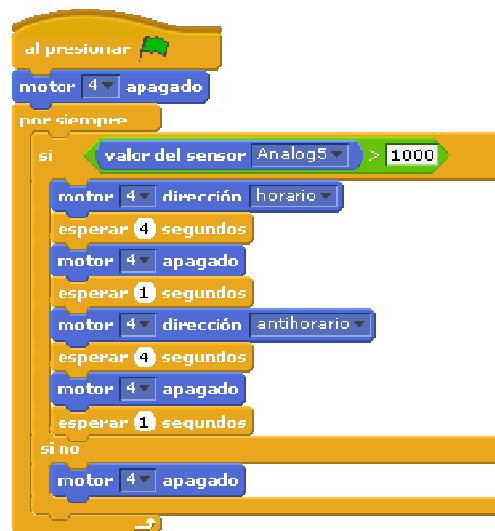 al presionar
motor 4 apagado
por siempre
si valor del sensor Analog5 > 1000
motor 4 dirección horario
esperar 4 segundos
motor 4 apagado
esperar 1 segundos
motor 4 dirección antihorario
esperar 4 segundos
motor 4 apagado
esperar 1 segundos
si no
motor 4 apagado